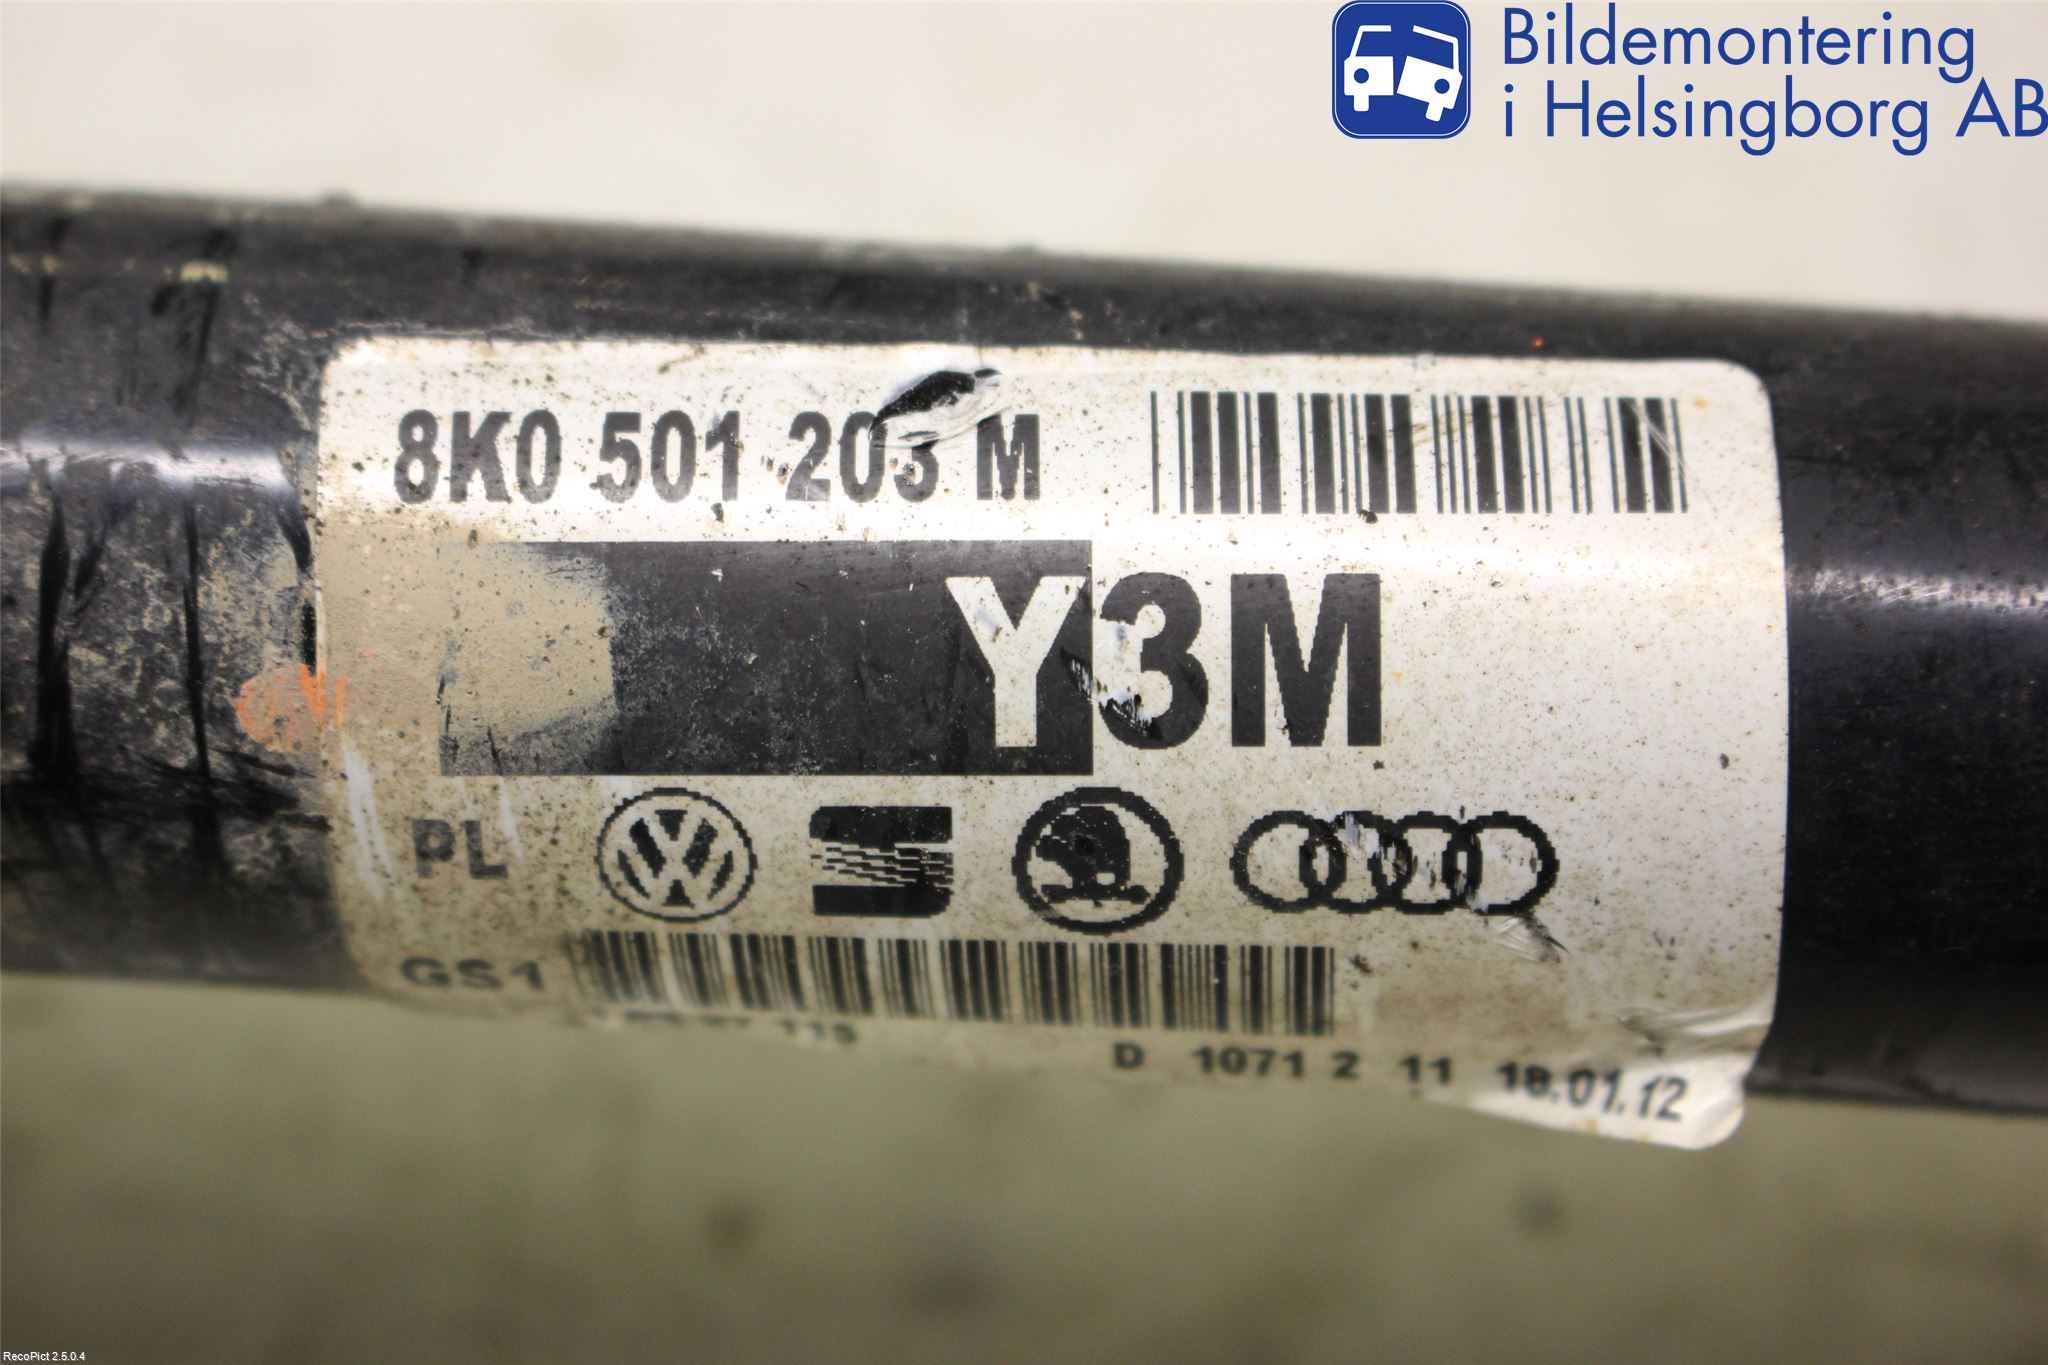 Bildemontering
i Helsingborg AB
8K0 501 203 M
Y3M
PL
GS1
115
D 1071 2 11 18.01.12
RecoPict 2.5.0.4